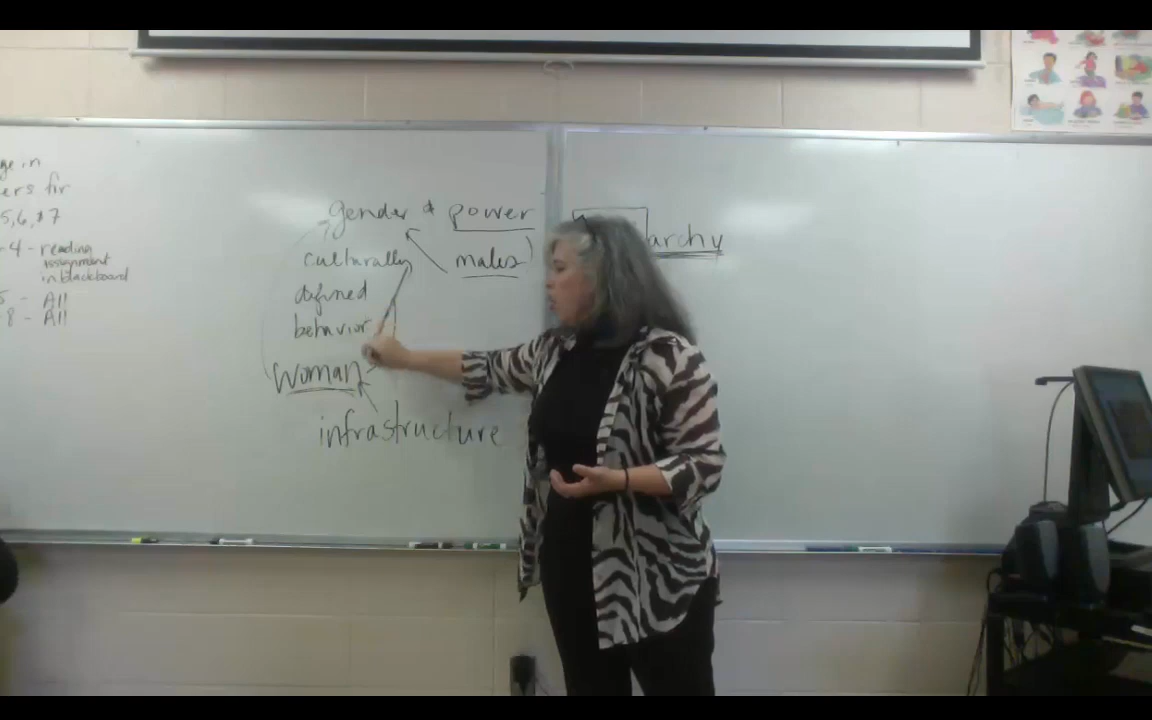 ge in
ers for
5, 6, &7
4 - reading
assignment
in blackboard
- All
8 - All
gender & power
culturally males)
defined
behavior
woman
infrastructure
archy